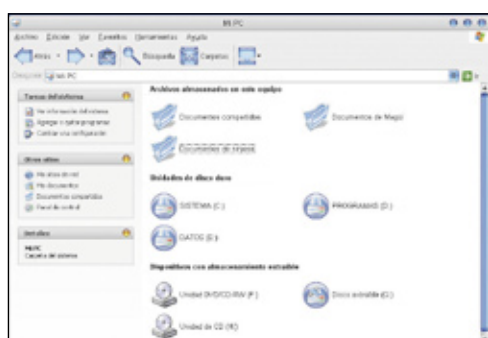 Mi PC
Archivo Edición Ver Favoritos Herramientas Ayuda
Atrás Búsqueda Carpetas
Mi PC
Tareas del sistema
Ver información del sistema
Agregar o quitar programas
Cambiar una configuración
Otros sitios
Mis sitios de red
Mis documentos
Documentos compartidos
Panel de control
Detalles
Mi PC
Carpeta del sistema
Archivos almacenados en este equipo
Documentos compartidos
Documentos de
Documentos de
Unidades de disco duro
SISTEMA (C:)
PROGRAMAS (D:)
DATOS (E:)
Dispositivos con almacenamiento extraíble
Unidad DVD/CD-RW (F:)
Disco extraíble (G:)
Unidad de CD (H:)